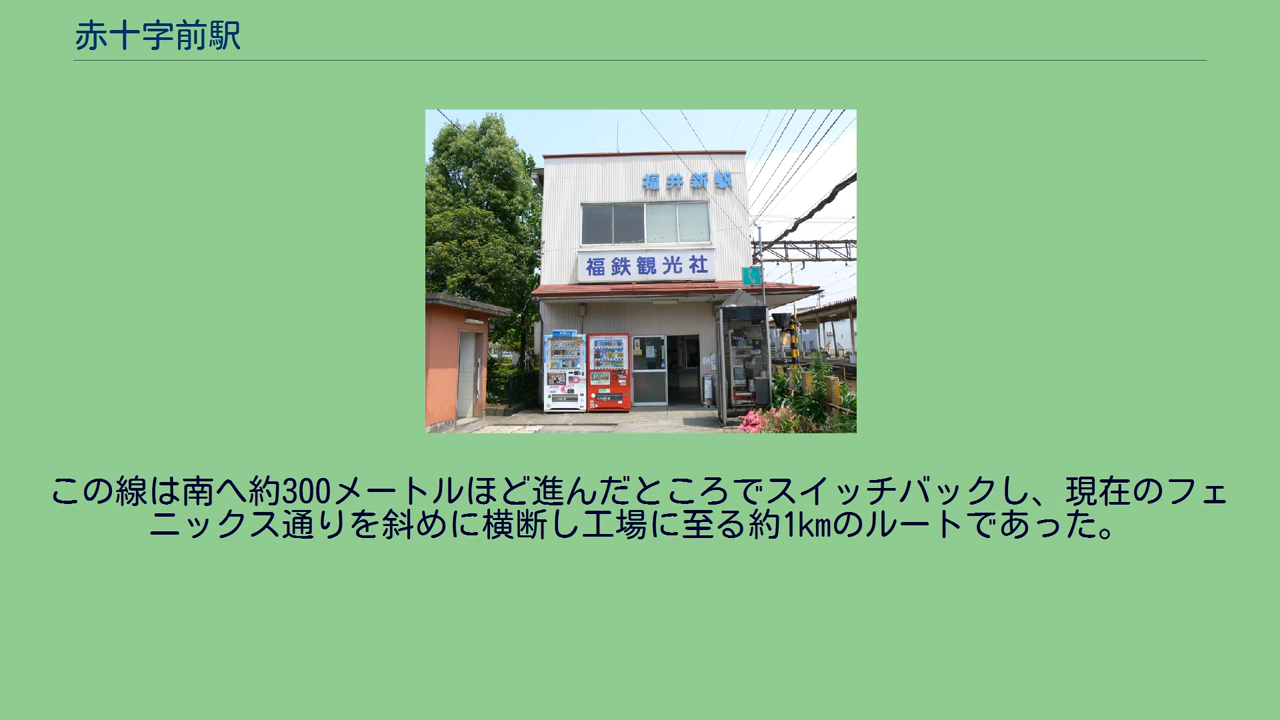 赤十字前駅
福井新駅
福鉄観光社
この線は南へ約300メートルほど進んだところでスイッチバックし、現在のフェ
ニックス通りを斜めに横断し工場に至る約1kmのルートであった。